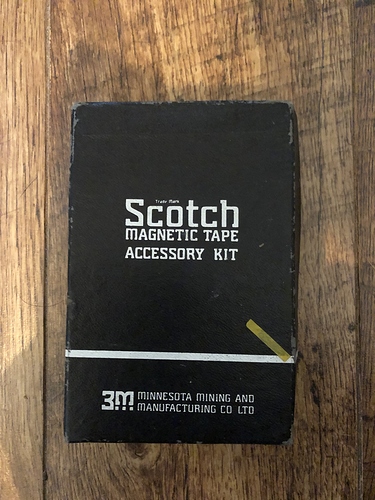 Trade Mark
Scotch
MAGNETIC TAPE
ACCESSORY KIT
3M MINNESOTA MINING AND
MANUFACTURING CO LTD